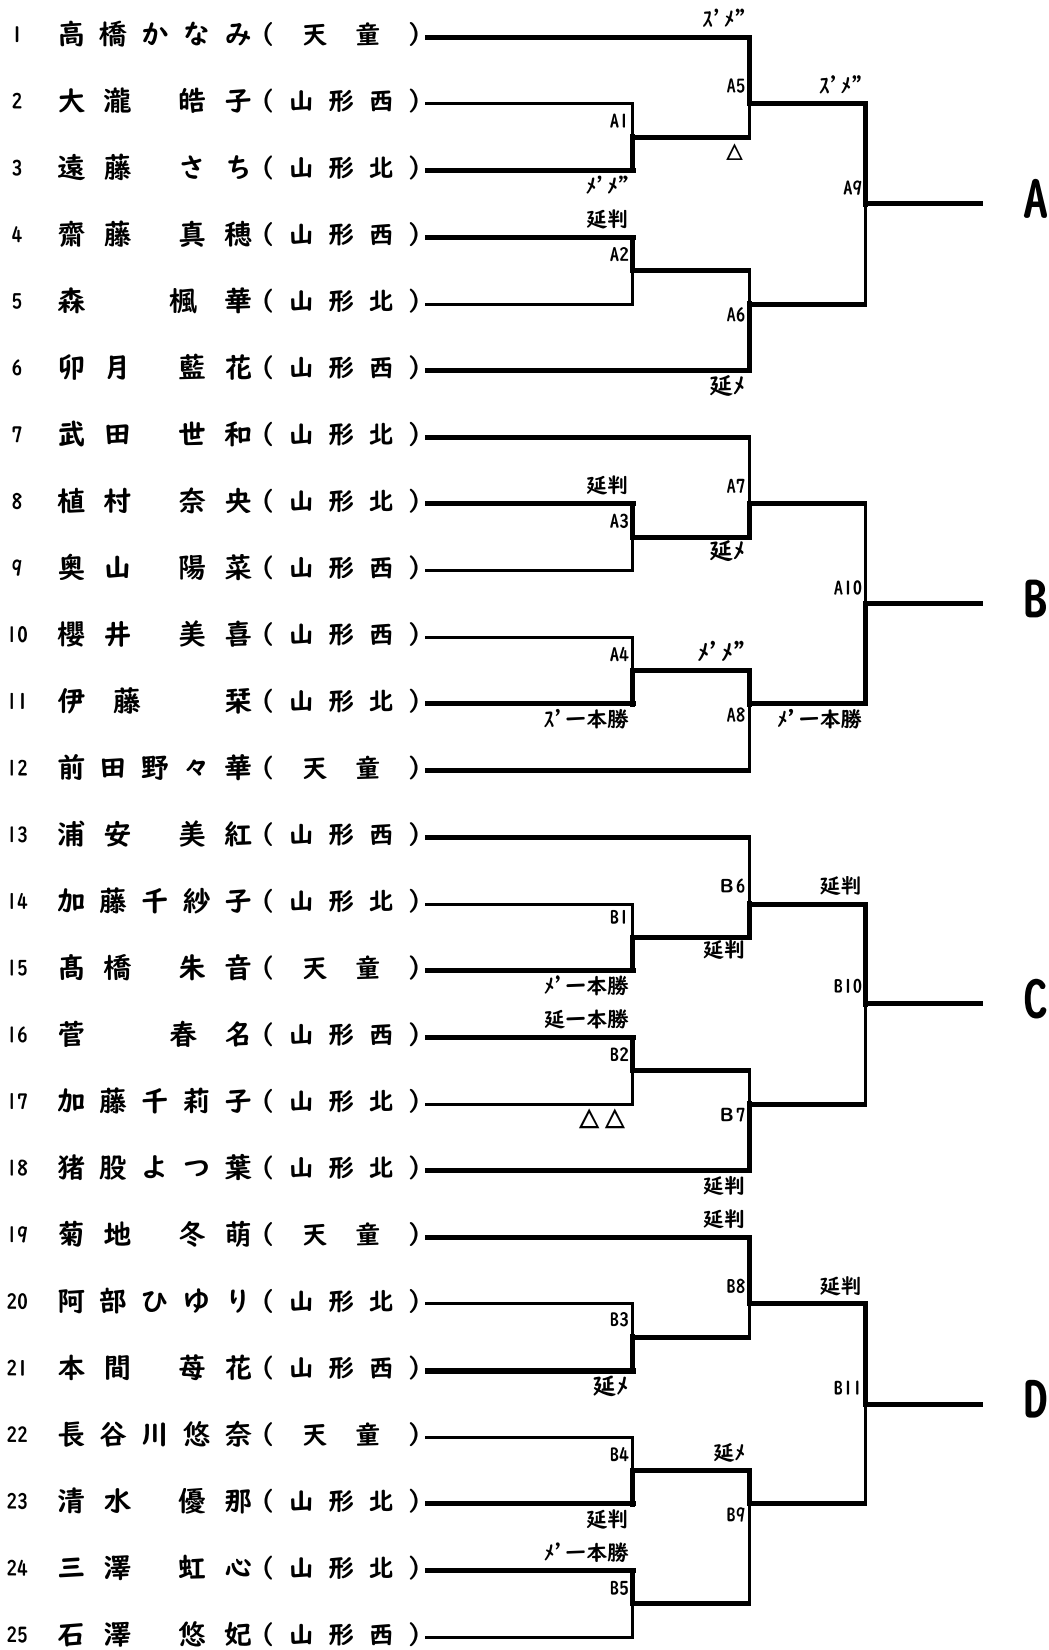 ズ’メ”
1 高橋かなみ( 天 童 )
A5 ズ’メ”
2 大瀧 皓子(山形西)
A1
△
3 遠藤 さち(山形北)
メ’メ”
A9 A
延判
4 齋藤 真穂(山形西)
A2
5 森 楓華(山形北)
A6
6 卯月 藍花(山形西)
延メ
7 武田 世和(山形北)
延判 A7
8 植村 奈央(山形北)
A3
延メ
9 奥山 陽菜(山形西)
A10 B
10 櫻井 美喜(山形西)
A4 メ’メ”
11 伊藤 栞(山形北)
ズ’一本勝 A8 メ’一本勝
12 前田野々華( 天 童 )
13 浦安 美紅(山形西)
B6 延判
14 加藤千紗子(山形北)
B1
延判
15 髙橋 朱音( 天 童 )
メ’一本勝 B10 C
延一本勝
16 菅 春名(山形西)
B2
17 加藤千莉子(山形北)
△△ B7
18 猪股よつ葉(山形北)
延判
延判
19 菊地 冬萌( 天 童 )
B8 延判
20 阿部ひゆり(山形北)
B3
21 本間 苺花(山形西)
延メ B11 D
22 長谷川悠奈( 天 童 )
B4 延メ
23 清水 優那(山形北)
延判 B9
メ’一本勝
24 三澤 虹心(山形北)
B5
25 石澤 悠妃(山形西)